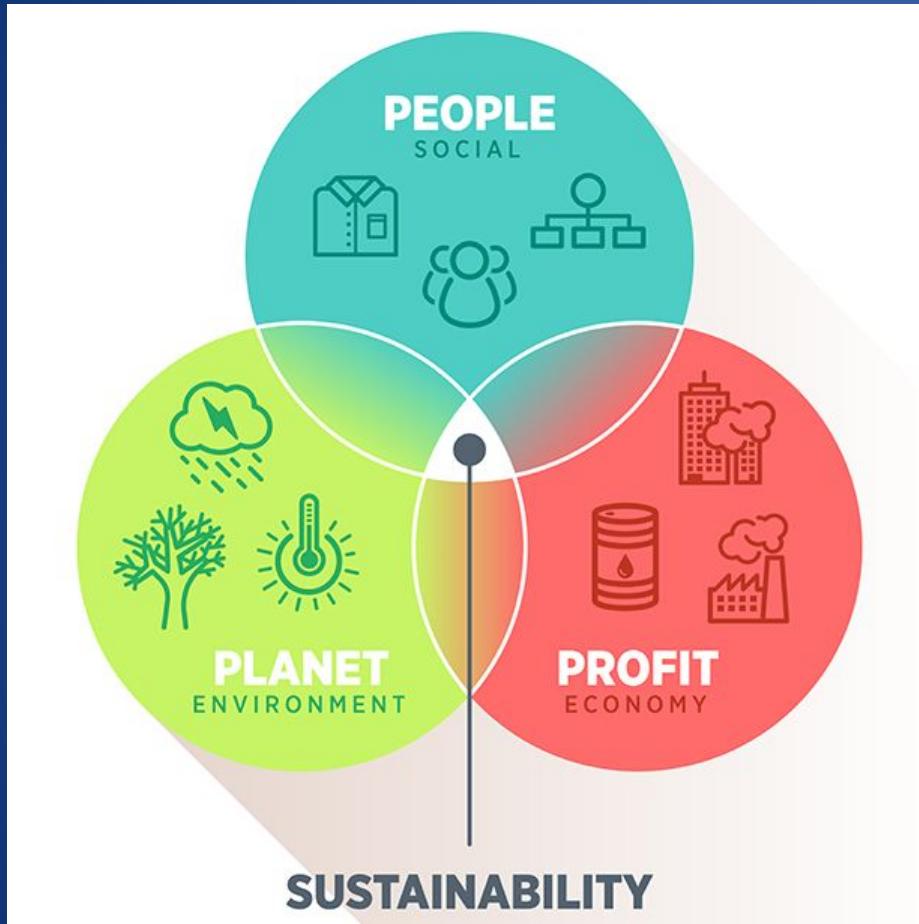 PEOPLE
SOCIAL
PLANET
ENVIRONMENT
PROFIT
ECONOMY
SUSTAINABILITY